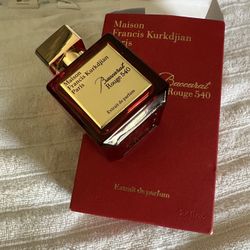 Maison
Francis Kurkdjian
Paris
Baccarat
Rouge 540
Extrait de parfum
Maison
Francis Kurkdjian
Paris
Baccarat
Rouge 540
Extrait de parfum